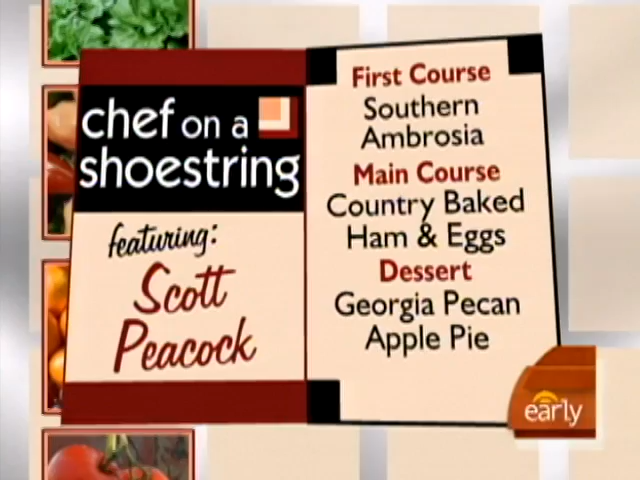 chef on a
shoestring
featuring:
Scott
Peacock
First Course
Southern
Ambrosia
Main Course
Country Baked
Ham & Eggs
Dessert
Georgia Pecan
Apple Pie
early